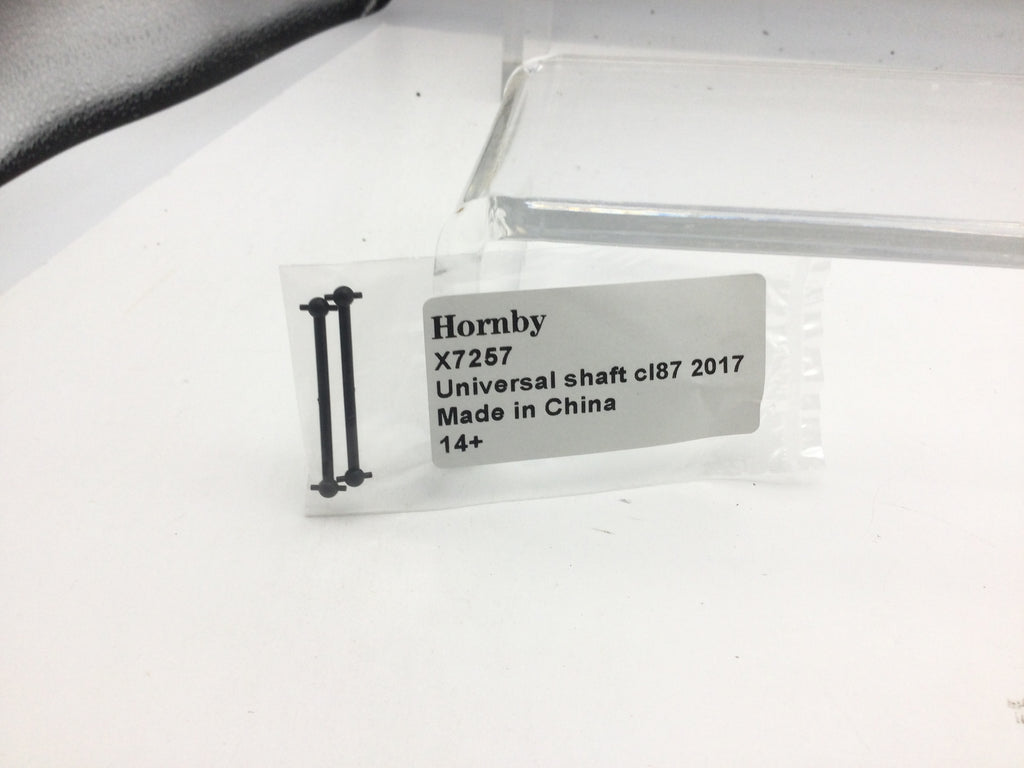 Hornby
X7257
Universal shaft cl87 2017
Made in China
14+